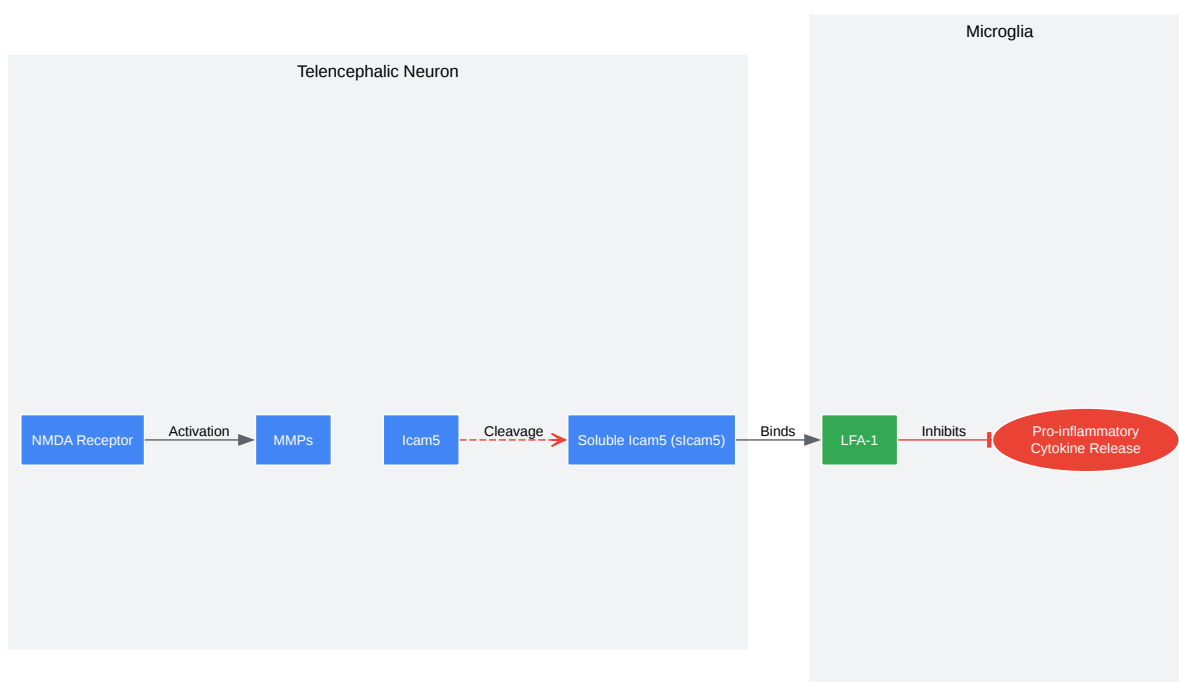 Microglia
Telencephalic Neuron
NMDA Receptor
Activation
MMPs
Icam5
Cleavage
Soluble Icam5 (sIcam5)
Binds
LFA-1
Inhibits
Pro-inflammatory
Cytokine Release